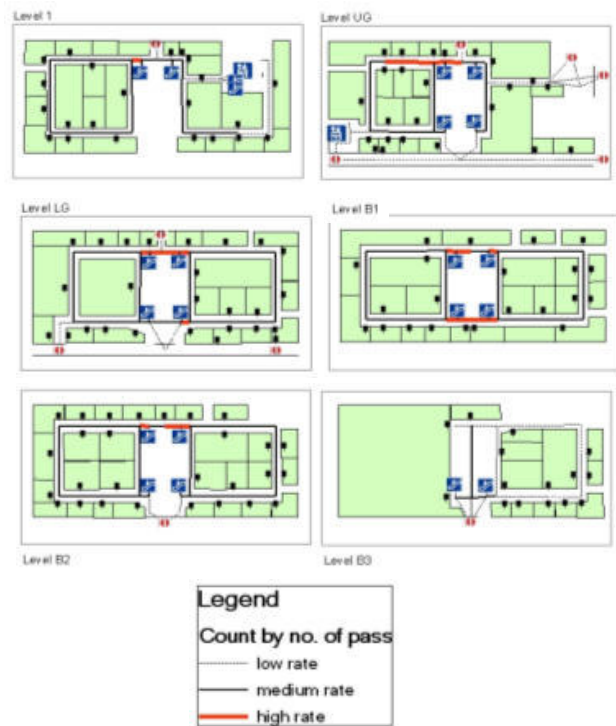 Level 1
Level UG
Level LG
Level B1
Level B2
Level B3
Legend
Count by no. of pass
low rate
medium rate
high rate